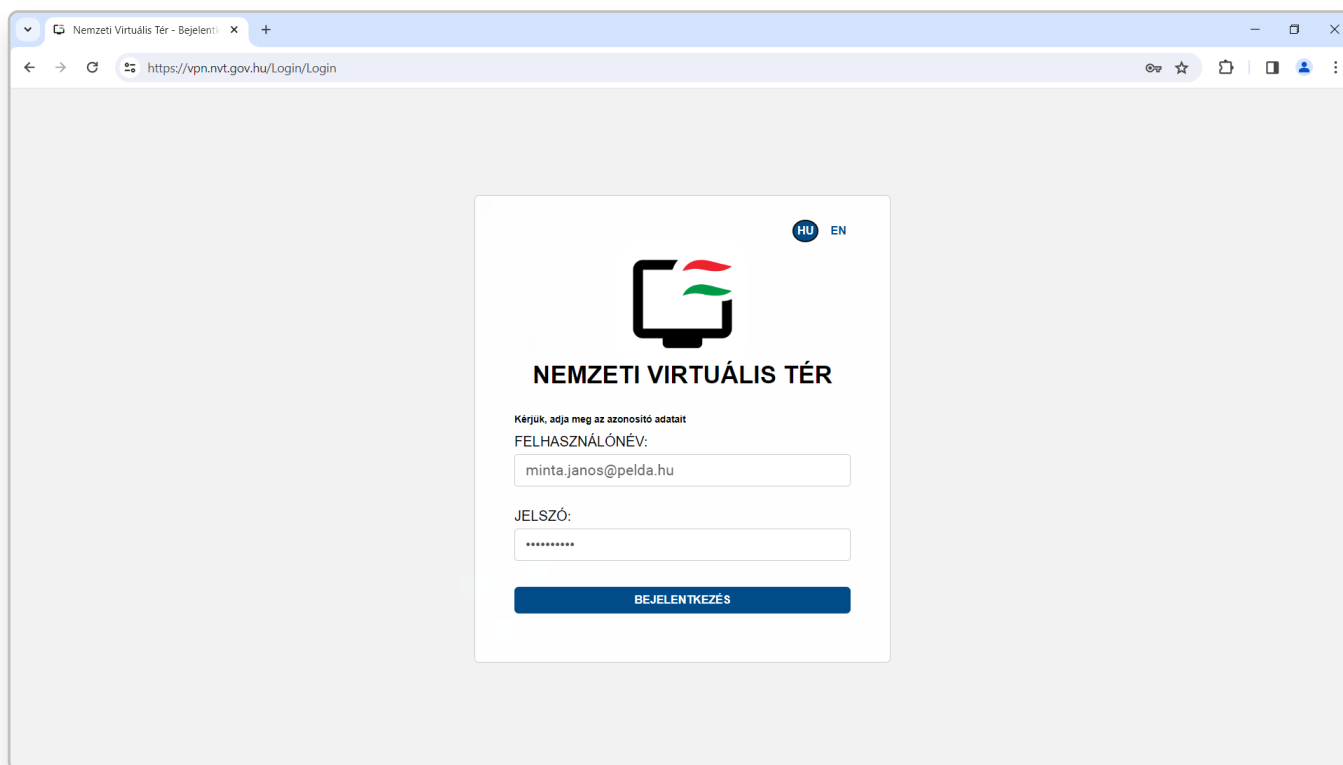 Nemzeti Virtuális Tér - Bejelentk
https://vpn.nvt.gov.hu/Login/Login
HU EN
NEMZETI VIRTUÁLIS TÉR
Kérjük, adja meg az azonosító adatait
FELHASZNÁLÓNÉV:
minta.janos@pelda.hu
JELSZÓ:
••••••••••
BEJELENTKEZÉS